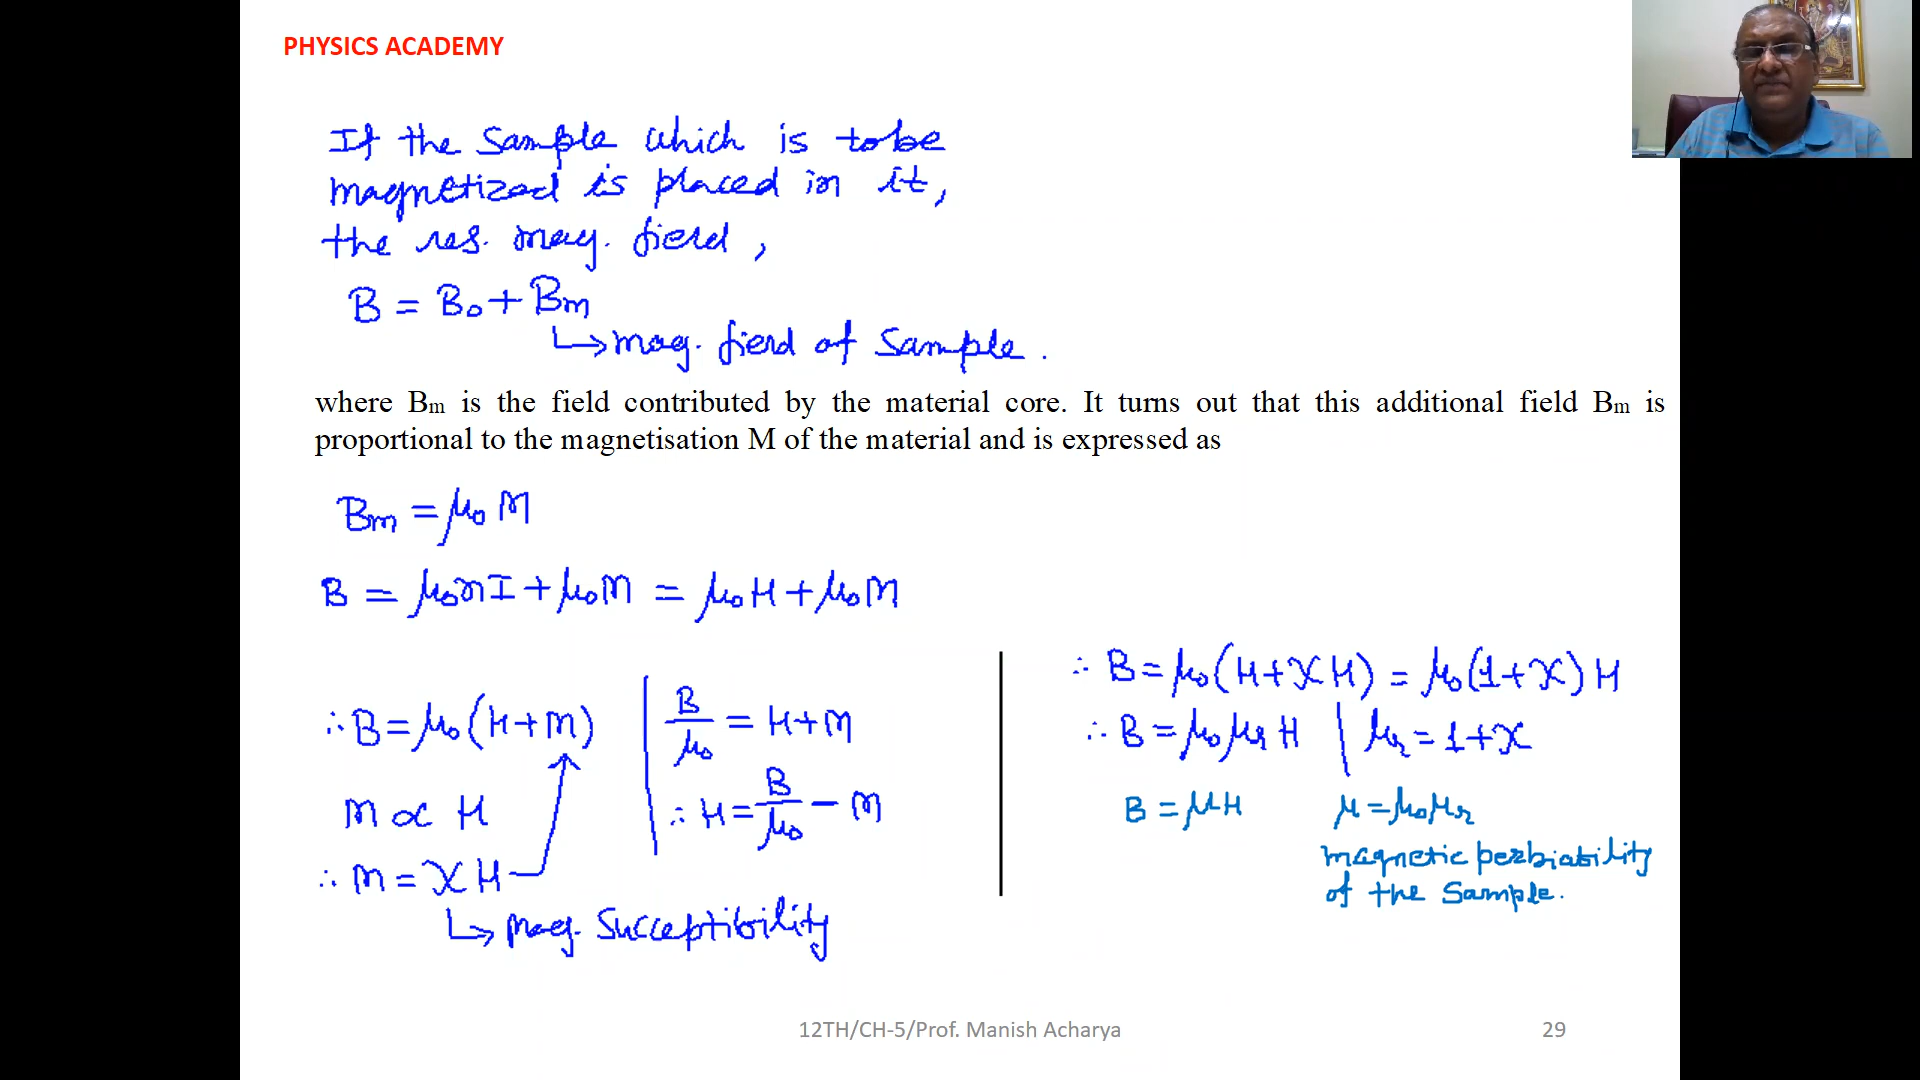 PHYSICS ACADEMY
If the sample which is to be
magnetized is placed in it,
the res. mag. field,
B = B₀ + Bm
↳ mag. field of sample.
where Bm is the field contributed by the material core. It turns out that this additional field Bm is
proportional to the magnetisation M of the material and is expressed as
Bm = μ₀ M
B = μ₀nI + μ₀M = μ₀H + μ₀M
∴ B = μ₀(H+M)
M ∝ H
∴ M = χH
↳ Mag. Succeptibility
B/μ₀ = H+M
∴ H = B/μ₀ − M
∴ B = μ₀(H+χH) = μ₀(1+χ)H
∴ B = μ₀μr H | μr = 1+χ
B = μH μ = μ₀μr
magnetic perbiability
of the sample.
12TH/CH-5/Prof. Manish Acharya
29